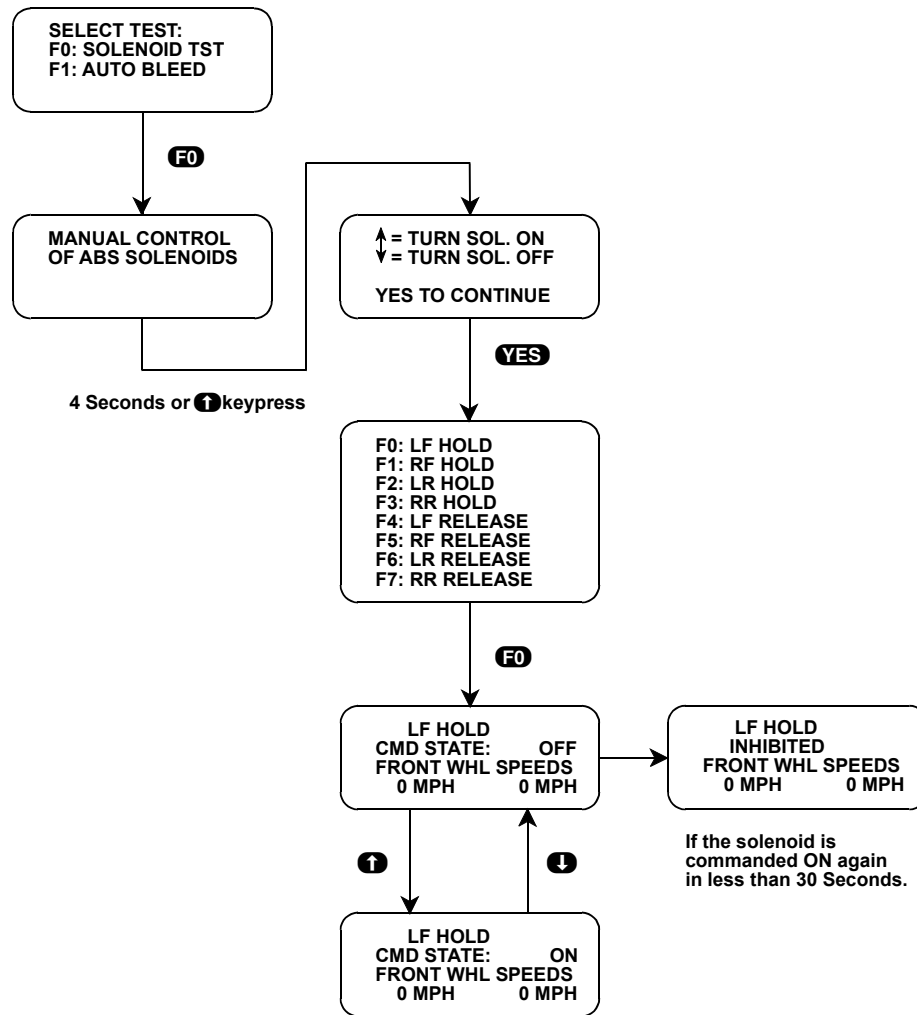 SELECT TEST:
F0: SOLENOID TST
F1: AUTO BLEED
F0
MANUAL CONTROL
OF ABS SOLENOIDS
4 Seconds or ⬆ keypress
↑ = TURN SOL. ON
↓ = TURN SOL. OFF
YES TO CONTINUE
YES
F0: LF HOLD
F1: RF HOLD
F2: LR HOLD
F3: RR HOLD
F4: LF RELEASE
F5: RF RELEASE
F6: LR RELEASE
F7: RR RELEASE
F0
LF HOLD
CMD STATE: OFF
FRONT WHL SPEEDS
0 MPH 0 MPH
LF HOLD
INHIBITED
FRONT WHL SPEEDS
0 MPH 0 MPH
If the solenoid is
commanded ON again
in less than 30 Seconds.
⬆ ⬇
LF HOLD
CMD STATE: ON
FRONT WHL SPEEDS
0 MPH 0 MPH